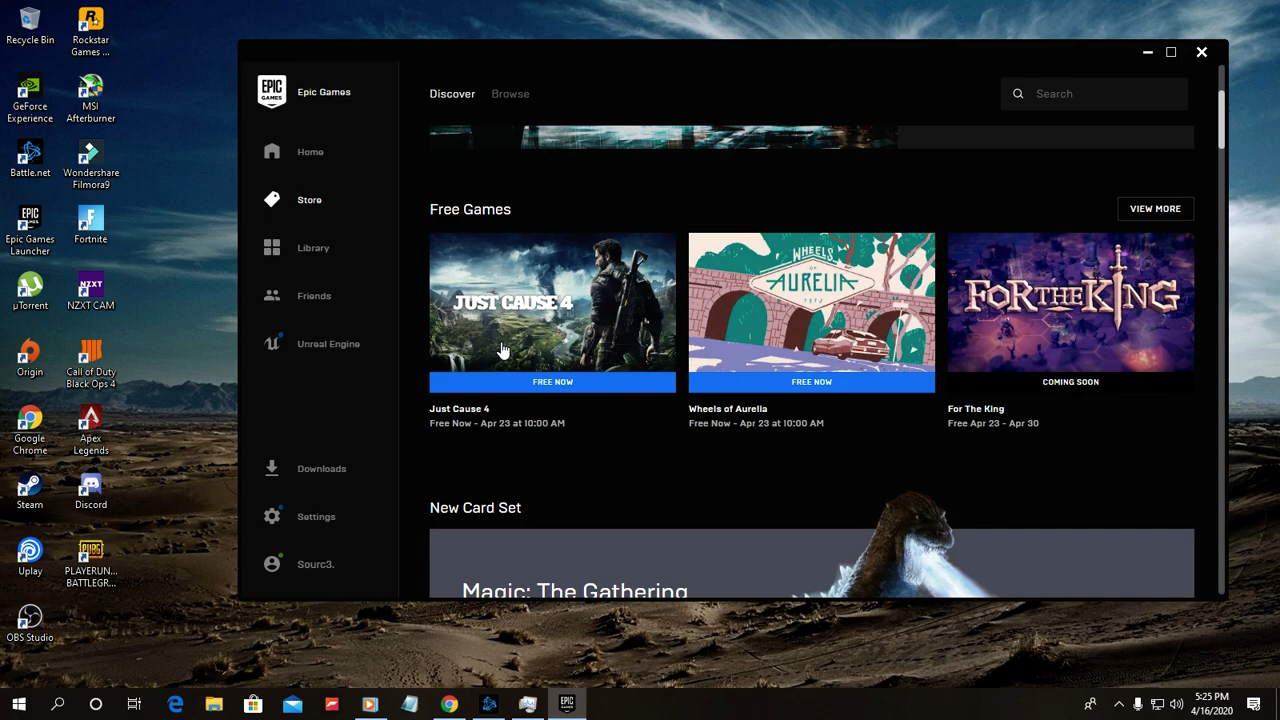 Recycle Bin
Rockstar
Games ...
GeForce
Experience
MSI
Afterburner
Battle.net
Wondershare
Filmora9
EPIC
GAMES
Epic Games
Launcher
Fortnite
µTorrent
NZXT
NZXT CAM
Origin
Call of Duty
Black Ops 4
Google
Chrome
Apex
Legends
Steam
Discord
Uplay
PUBG
PLAYERUN...
BATTLEGR...
OBS Studio
EPIC
GAMES
Epic Games
Home
Store
Library
Friends
Unreal Engine
Downloads
Settings
Sourc3.
Discover
Browse
Search
Free Games
VIEW MORE
JUST CAUSE 4
FREE NOW
Just Cause 4
Free Now - Apr 23 at 10:00 AM
WHEELS
OF
AURELIA
FREE NOW
Wheels of Aurelia
Free Now - Apr 23 at 10:00 AM
FOR THE KING
COMING SOON
For The King
Free Apr 23 - Apr 30
New Card Set
Magic: The Gathering
EPIC
GAMES
5:25 PM
4/16/2020